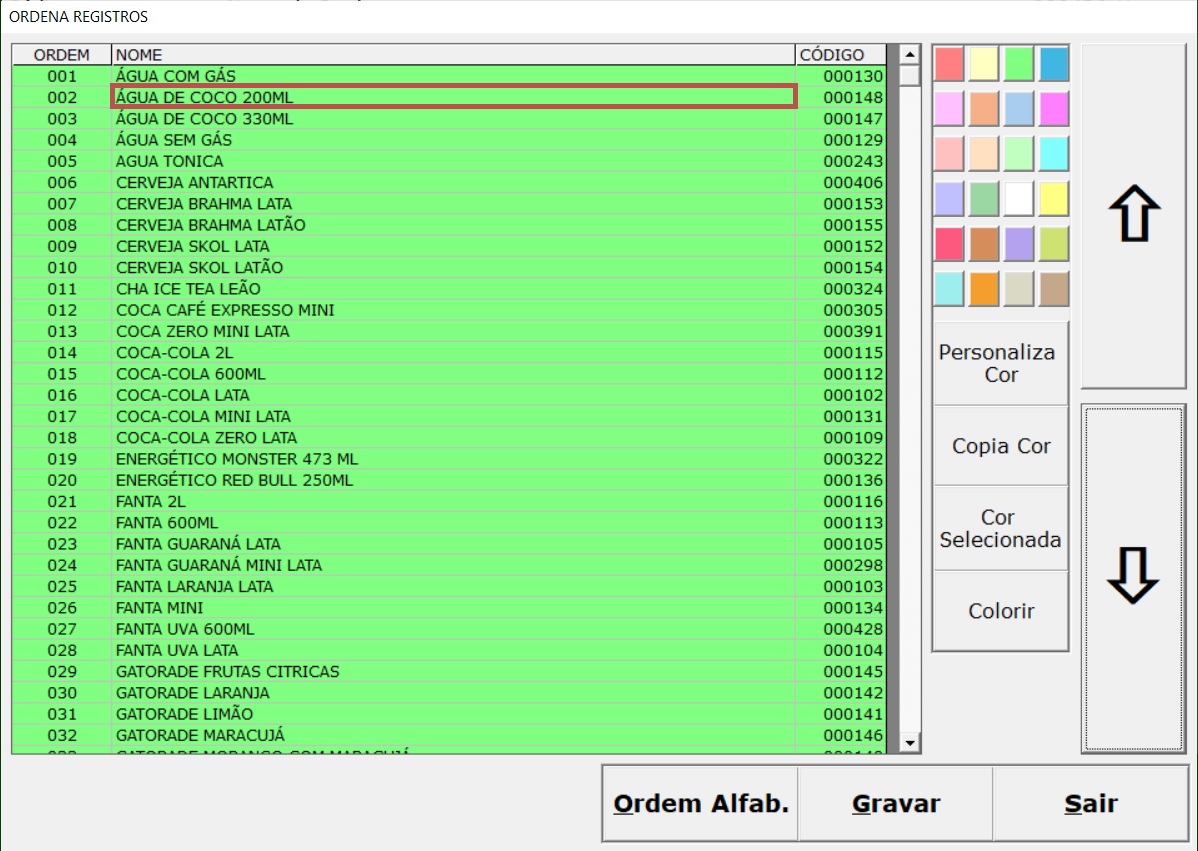 ORDENA REGISTROS
ORDEM NOME CÓDIGO
001 ÁGUA COM GÁS 000130
002 ÁGUA DE COCO 200ML 000148
003 ÁGUA DE COCO 330ML 000147
004 ÁGUA SEM GÁS 000129
005 AGUA TONICA 000243
006 CERVEJA ANTARTICA 000406
007 CERVEJA BRAHMA LATA 000153
008 CERVEJA BRAHMA LATÃO 000155
009 CERVEJA SKOL LATA 000152
010 CERVEJA SKOL LATÃO 000154
011 CHA ICE TEA LEÃO 000324
012 COCA CAFÉ EXPRESSO MINI 000305
013 COCA ZERO MINI LATA 000391
014 COCA-COLA 2L 000115
015 COCA-COLA 600ML 000112
016 COCA-COLA LATA 000102
017 COCA-COLA MINI LATA 000131
018 COCA-COLA ZERO LATA 000109
019 ENERGÉTICO MONSTER 473 ML 000322
020 ENERGÉTICO RED BULL 250ML 000136
021 FANTA 2L 000116
022 FANTA 600ML 000113
023 FANTA GUARANÁ LATA 000105
024 FANTA GUARANÁ MINI LATA 000298
025 FANTA LARANJA LATA 000103
026 FANTA MINI 000134
027 FANTA UVA 600ML 000428
028 FANTA UVA LATA 000104
029 GATORADE FRUTAS CITRICAS 000145
030 GATORADE LARANJA 000142
031 GATORADE LIMÃO 000141
032 GATORADE MARACUJÁ 000146
Personaliza
Cor
Copia Cor
Cor
Selecionada
Colorir
Ordem Alfab. Gravar Sair